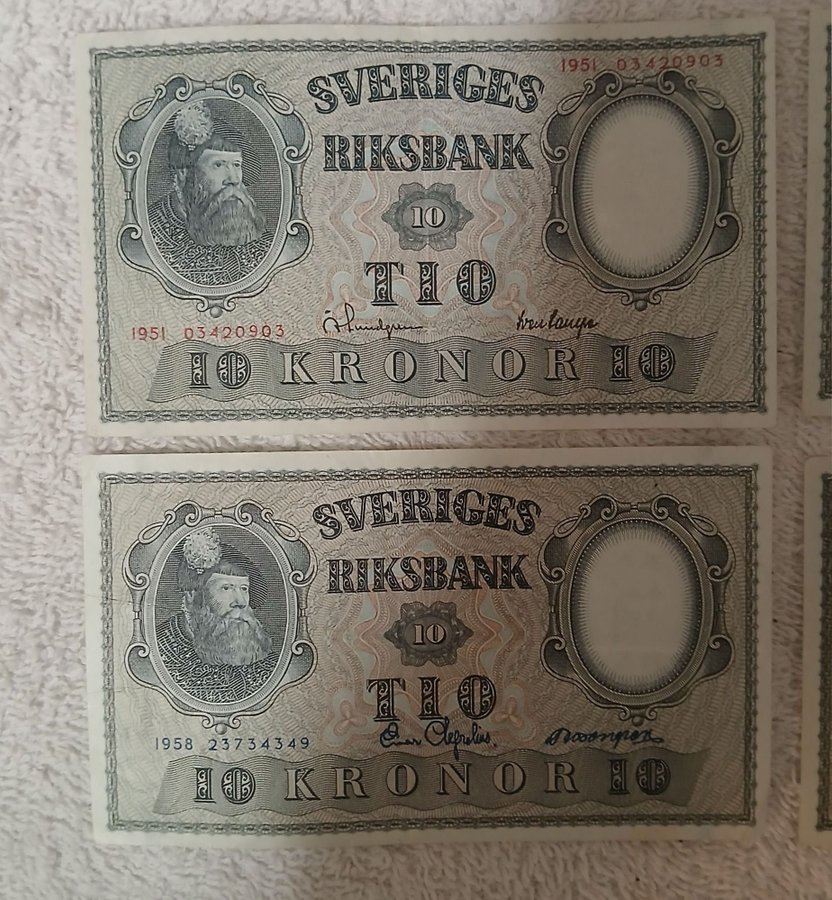 1951 03420903
SVERIGES
RIKSBANK
10
TIO
1951 03420903
10 KRONOR 10
SVERIGES
RIKSBANK
10
TIO
1958 23734349
10 KRONOR 10